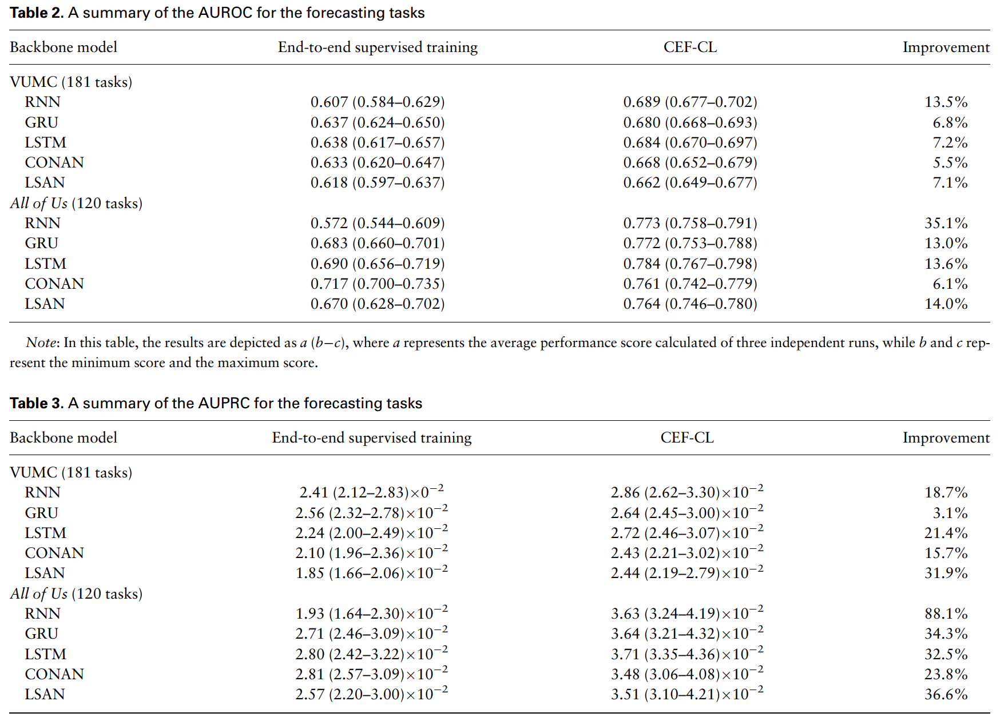 Table 2. A summary of the AUROC for the forecasting tasks
Backbone model End-to-end supervised training CEF-CL Improvement
VUMC (181 tasks)
RNN 0.607 (0.584–0.629) 0.689 (0.677–0.702) 13.5%
GRU 0.637 (0.624–0.650) 0.680 (0.668–0.693) 6.8%
LSTM 0.638 (0.617–0.657) 0.684 (0.670–0.697) 7.2%
CONAN 0.633 (0.620–0.647) 0.668 (0.652–0.679) 5.5%
LSAN 0.618 (0.597–0.637) 0.662 (0.649–0.677) 7.1%
All of Us (120 tasks)
RNN 0.572 (0.544–0.609) 0.773 (0.758–0.791) 35.1%
GRU 0.683 (0.660–0.701) 0.772 (0.753–0.788) 13.0%
LSTM 0.690 (0.656–0.719) 0.784 (0.767–0.798) 13.6%
CONAN 0.717 (0.700–0.735) 0.761 (0.742–0.779) 6.1%
LSAN 0.670 (0.628–0.702) 0.764 (0.746–0.780) 14.0%
Note: In this table, the results are depicted as a (b−c), where a represents the average performance score calculated of three independent runs, while b and c rep-
resent the minimum score and the maximum score.
Table 3. A summary of the AUPRC for the forecasting tasks
Backbone model End-to-end supervised training CEF-CL Improvement
VUMC (181 tasks)
RNN 2.41 (2.12–2.83)×0⁻² 2.86 (2.62–3.30)×10⁻² 18.7%
GRU 2.56 (2.32–2.78)×10⁻² 2.64 (2.45–3.00)×10⁻² 3.1%
LSTM 2.24 (2.00–2.49)×10⁻² 2.72 (2.46–3.07)×10⁻² 21.4%
CONAN 2.10 (1.96–2.36)×10⁻² 2.43 (2.21–3.02)×10⁻² 15.7%
LSAN 1.85 (1.66–2.06)×10⁻² 2.44 (2.19–2.79)×10⁻² 31.9%
All of Us (120 tasks)
RNN 1.93 (1.64–2.30)×10⁻² 3.63 (3.24–4.19)×10⁻² 88.1%
GRU 2.71 (2.46–3.09)×10⁻² 3.64 (3.21–4.32)×10⁻² 34.3%
LSTM 2.80 (2.42–3.22)×10⁻² 3.71 (3.35–4.36)×10⁻² 32.5%
CONAN 2.81 (2.57–3.09)×10⁻² 3.48 (3.06–4.08)×10⁻² 23.8%
LSAN 2.57 (2.20–3.00)×10⁻² 3.51 (3.10–4.21)×10⁻² 36.6%